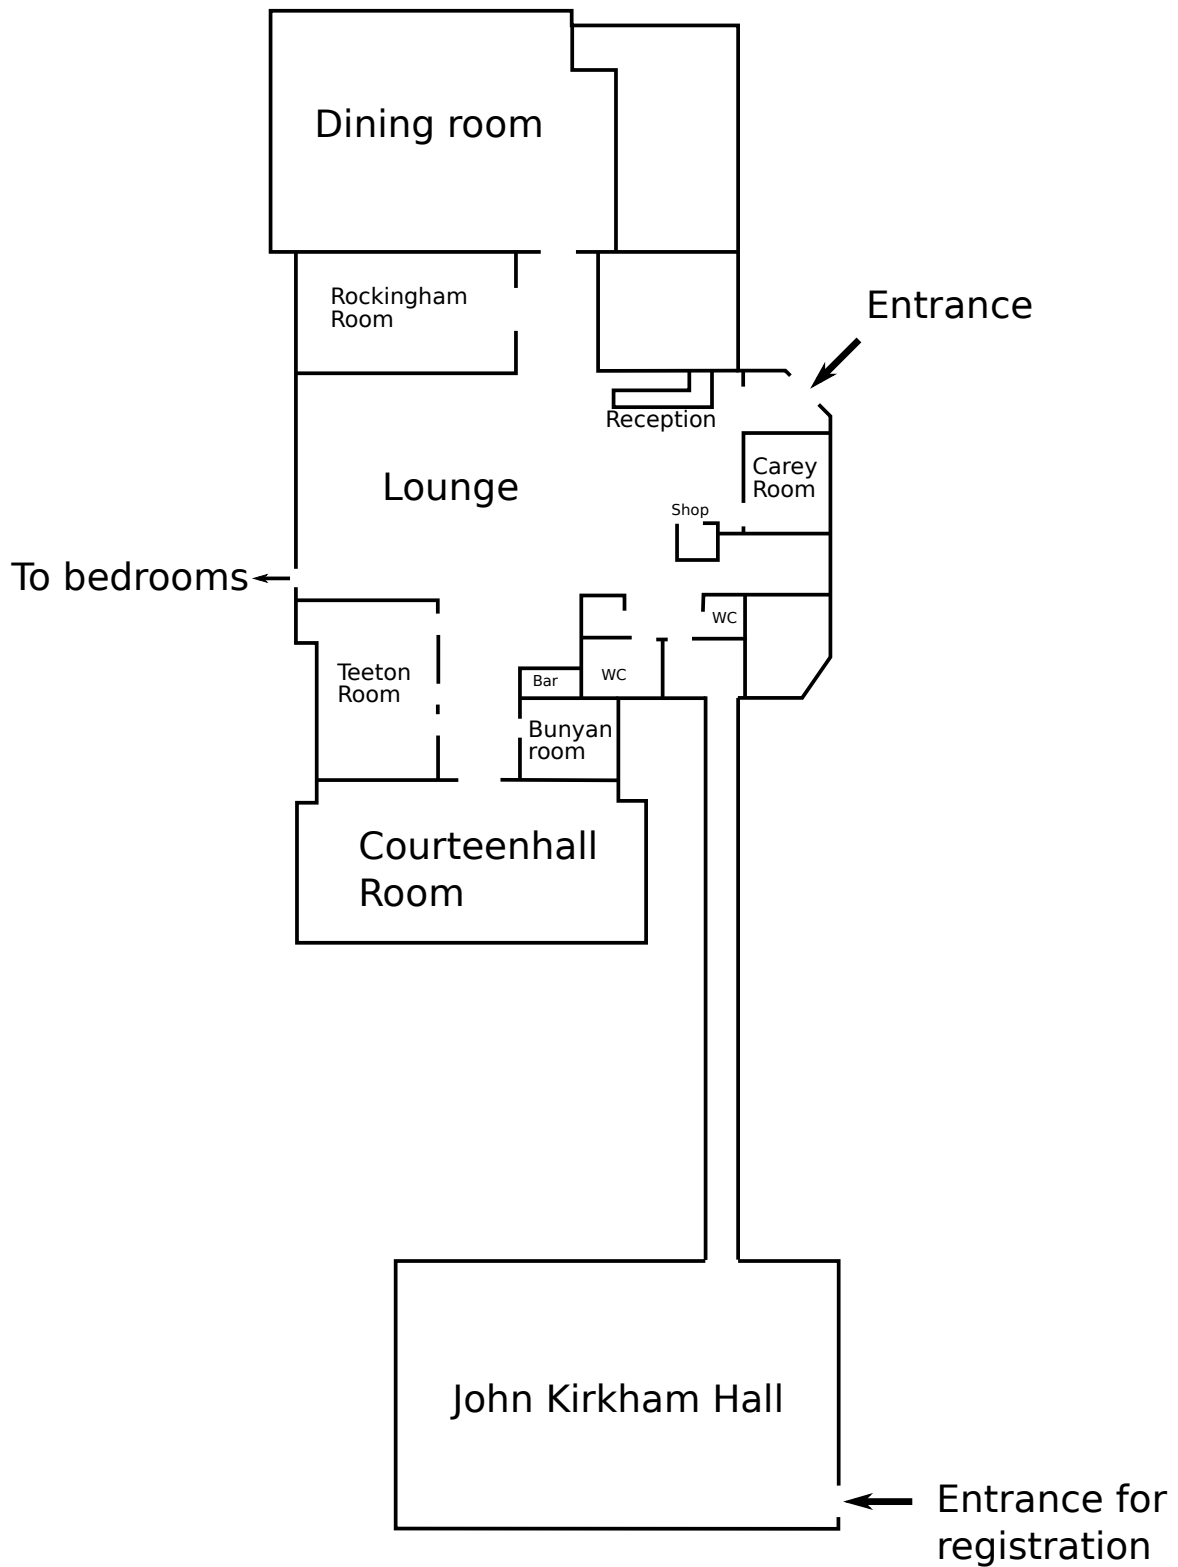 Dining room
Rockingham
Room
Entrance
Reception
Carey
Room
Lounge
Shop
To bedrooms
WC
Teeton
Room
Bar
WC
Bunyan
room
Courteenhall
Room
John Kirkham Hall
Entrance for
registration